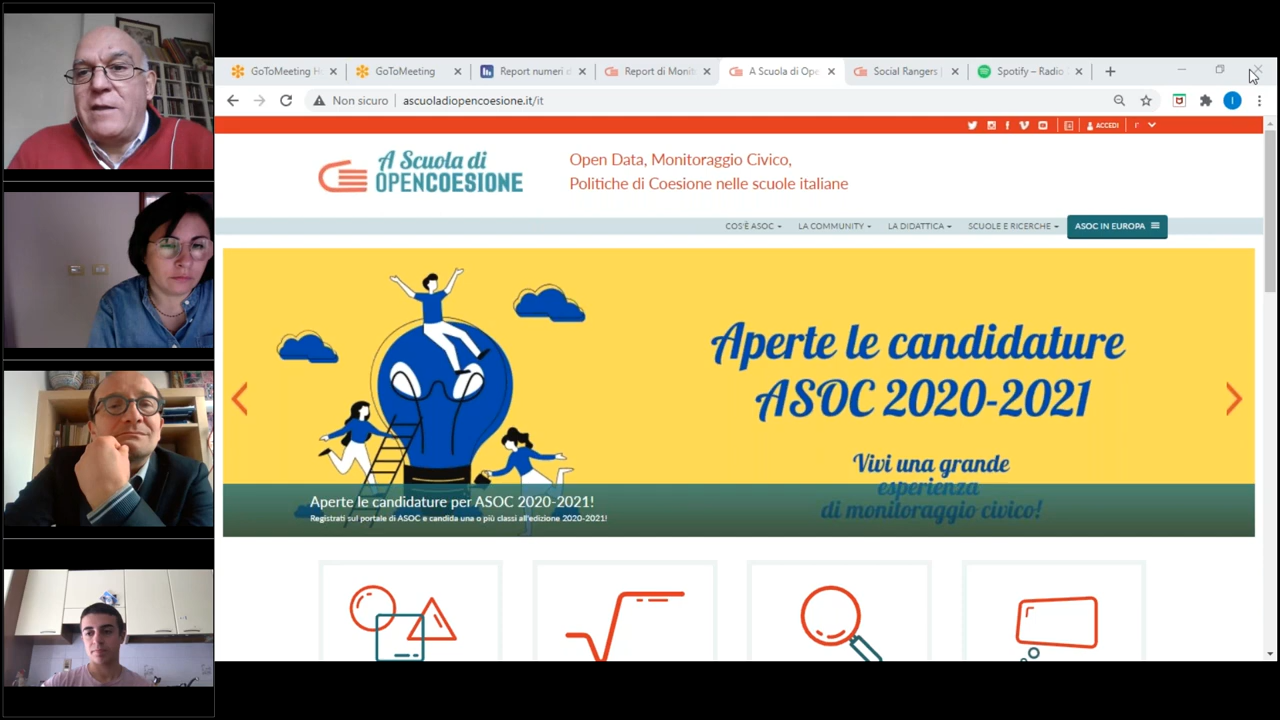 GoToMeeting H
GoToMeeting
Report numeri d
Report di Monit
A Scuola di Ope
Social Rangers
Spotify – Radio
Non sicuro
ascuoladiopencoesione.it/it
ACCEDI
A Scuola di
OPENCOESIONE
Open Data, Monitoraggio Civico,
Politiche di Coesione nelle scuole italiane
COS'È ASOC
LA COMMUNITY
LA DIDATTICA
SCUOLE E RICERCHE
ASOC IN EUROPA
Aperte le candidature
ASOC 2020-2021
Vivi una grande
esperienza
di monitoraggio civico!
Aperte le candidature per ASOC 2020-2021!
Registrati sul portale di ASOC e candida una o più classi all'edizione 2020-2021!